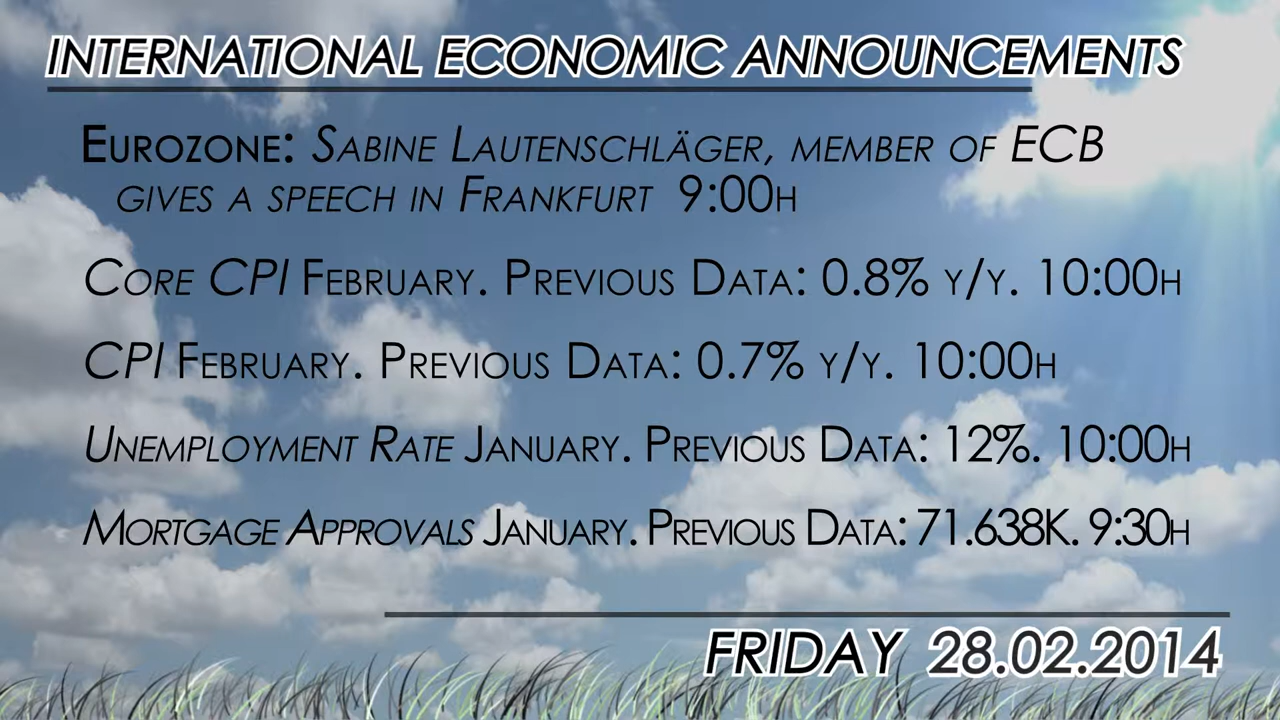 INTERNATIONAL ECONOMIC ANNOUNCEMENTS
EUROZONE: SABINE LAUTENSCHLÄGER, MEMBER OF ECB
GIVES A SPEECH IN FRANKFURT 9:00H
CORE CPI FEBRUARY. PREVIOUS DATA: 0.8% Y/Y. 10:00H
CPI FEBRUARY. PREVIOUS DATA: 0.7% Y/Y. 10:00H
UNEMPLOYMENT RATE JANUARY. PREVIOUS DATA: 12%. 10:00H
MORTGAGE APPROVALS JANUARY. PREVIOUS DATA: 71.638K. 9:30H
FRIDAY 28.02.2014